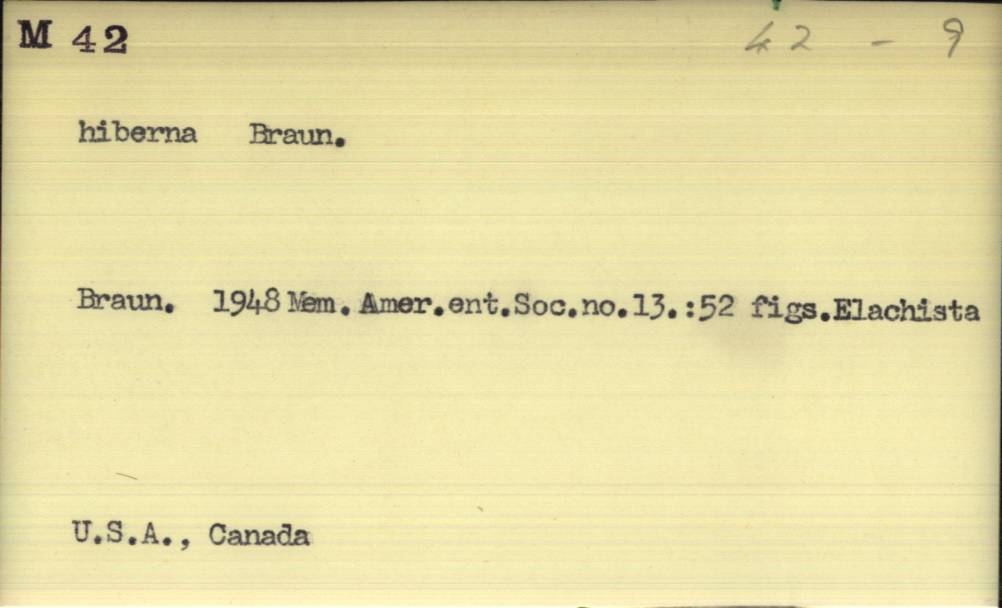 M 42 42 - 9
hiberna Braun.
Braun. 1948 Mem. Amer.ent.Soc.no.13.:52 figs.Elachista
U.S.A., Canada